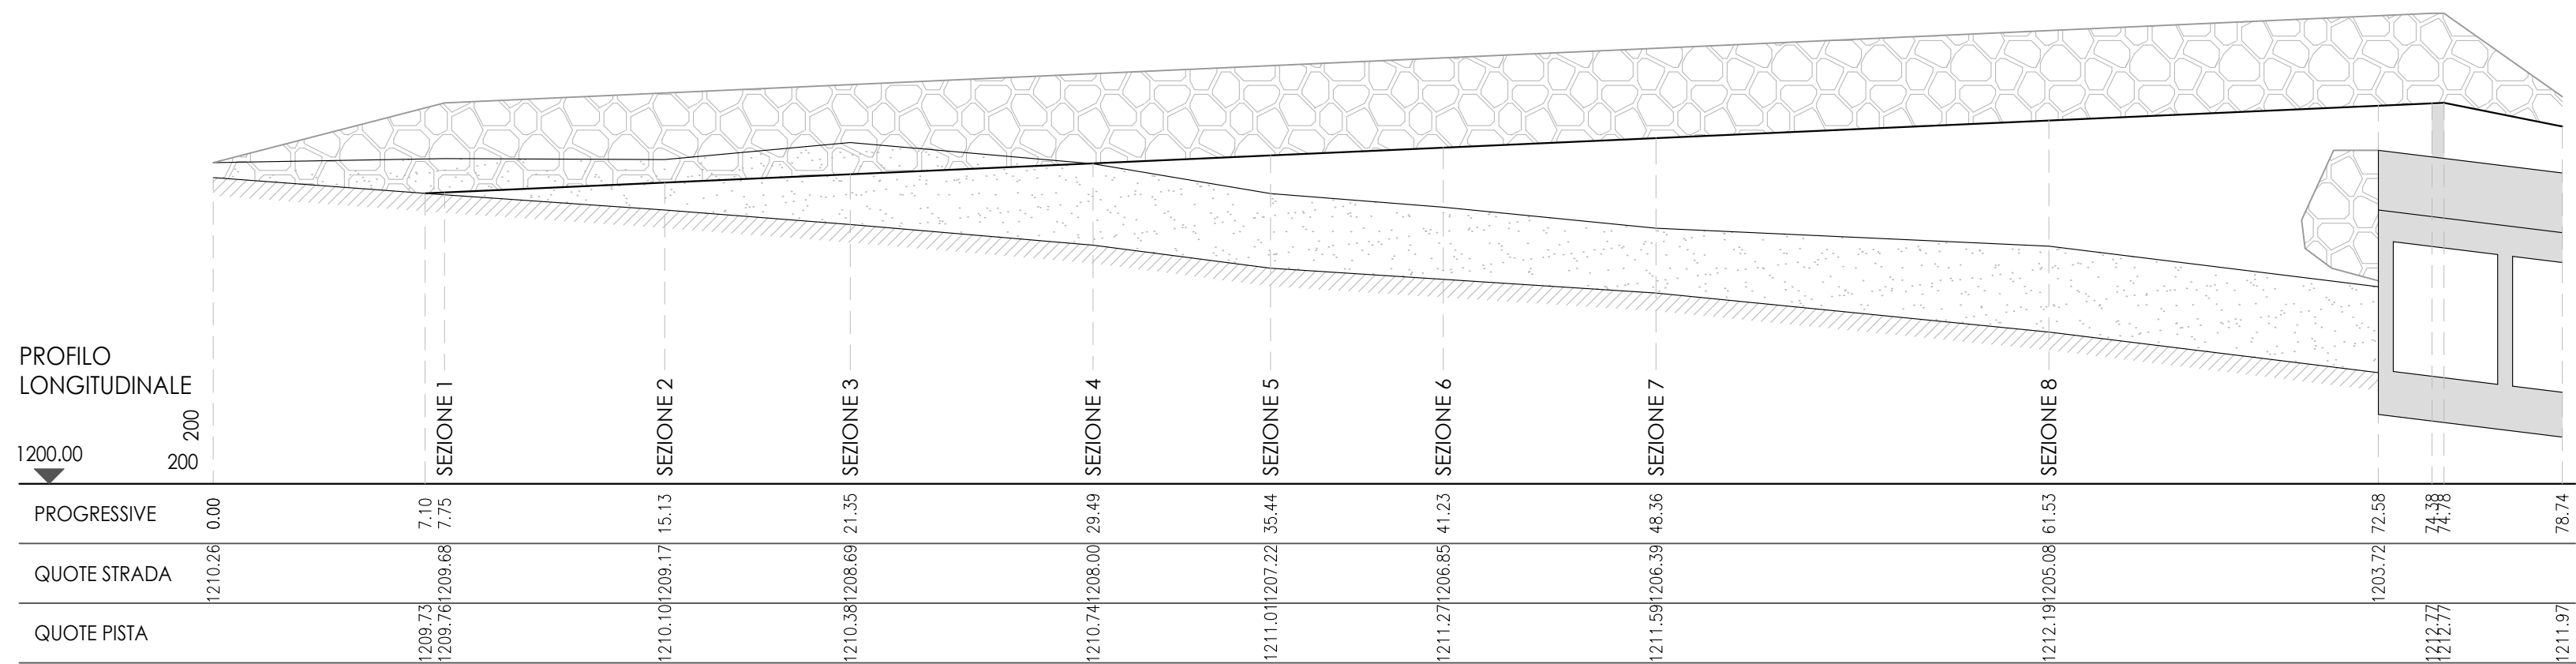 PROFILO
LONGITUDINALE
200
200
1200.00
SEZIONE 1
SEZIONE 2
SEZIONE 3
SEZIONE 4
SEZIONE 5
SEZIONE 6
SEZIONE 7
SEZIONE 8
PROGRESSIVE 0.00 7.10 7.75 15.13 21.35 29.49 35.44 41.23 48.36 61.53 72.58 74.38 74.78 78.74
QUOTE STRADA 1210.26 1209.68 1209.17 1208.69 1208.00 1207.22 1206.85 1206.39 1205.08 1203.72
QUOTE PISTA 1209.73 1209.76 1210.10 1210.38 1210.74 1211.01 1211.27 1211.59 1212.19 1212.77 1212.77 1211.97